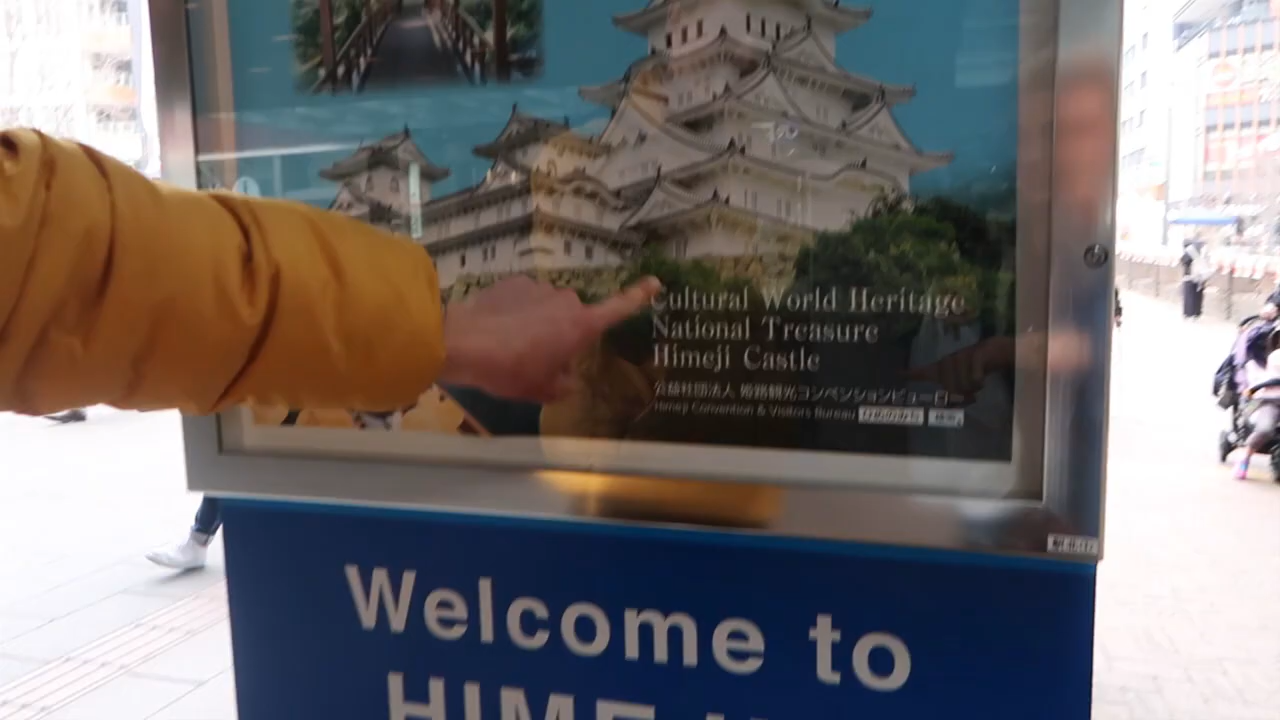 Cultural World Heritage
National Treasure
Himeji Castle
公益社団法人 姫路観光コンベンションビューロー
Himeji Convention & Visitors Bureau
Welcome to